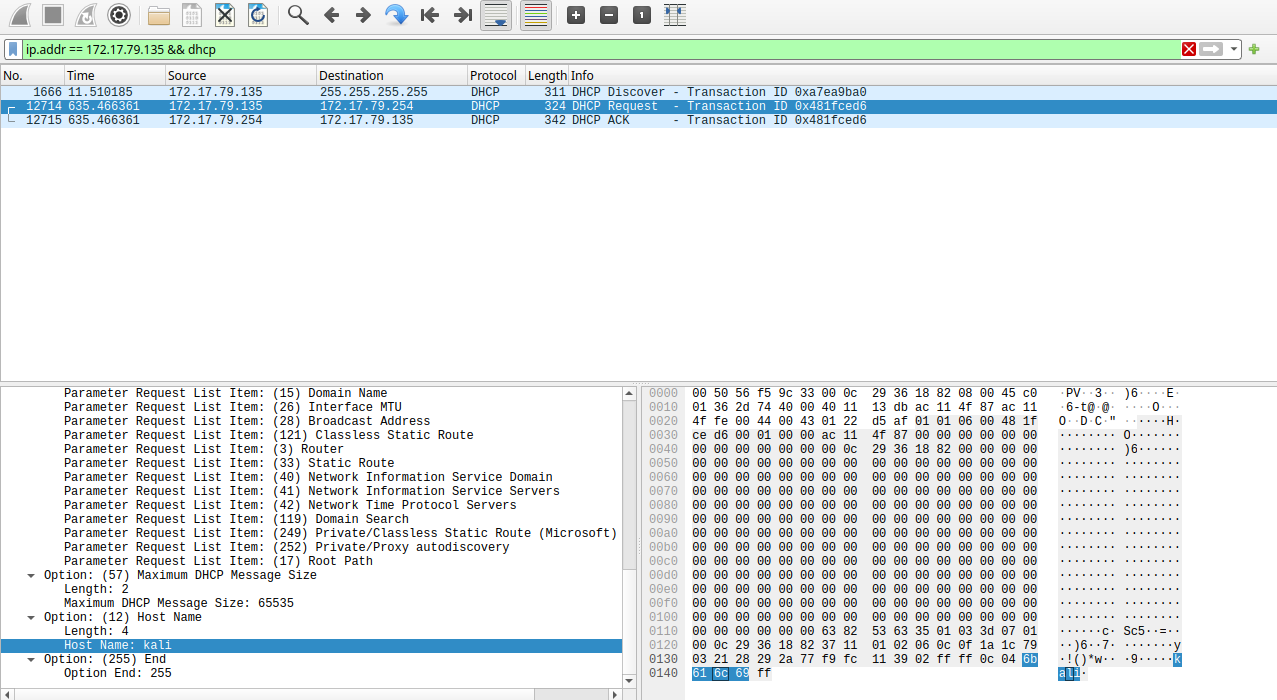 ip.addr == 172.17.79.135 && dhcp
No. Time Source Destination Protocol Length Info
1666 11.510185 172.17.79.135 255.255.255.255 DHCP 311 DHCP Discover - Transaction ID 0xa7ea9ba0
12714 635.466361 172.17.79.135 172.17.79.254 DHCP 324 DHCP Request - Transaction ID 0x481fced6
12715 635.466361 172.17.79.254 172.17.79.135 DHCP 342 DHCP ACK - Transaction ID 0x481fced6
Parameter Request List Item: (15) Domain Name
Parameter Request List Item: (26) Interface MTU
Parameter Request List Item: (28) Broadcast Address
Parameter Request List Item: (121) Classless Static Route
Parameter Request List Item: (3) Router
Parameter Request List Item: (33) Static Route
Parameter Request List Item: (40) Network Information Service Domain
Parameter Request List Item: (41) Network Information Service Servers
Parameter Request List Item: (42) Network Time Protocol Servers
Parameter Request List Item: (119) Domain Search
Parameter Request List Item: (249) Private/Classless Static Route (Microsoft)
Parameter Request List Item: (252) Private/Proxy autodiscovery
Parameter Request List Item: (17) Root Path
Option: (57) Maximum DHCP Message Size
Length: 2
Maximum DHCP Message Size: 65535
Option: (12) Host Name
Length: 4
Host Name: kali
Option: (255) End
Option End: 255
0000 00 50 56 f5 9c 33 00 0c 29 36 18 82 08 00 45 c0 ·PV··3·· )6····E·
0010 01 36 2d 74 40 00 40 11 13 db ac 11 4f 87 ac 11 ·6-t@·@· ····O···
0020 4f fe 00 44 00 43 01 22 d5 af 01 01 06 00 48 1f O··D·C·" ······H·
0030 ce d6 00 01 00 00 ac 11 4f 87 00 00 00 00 00 00 ········ O·······
0040 00 00 00 00 00 00 00 0c 29 36 18 82 00 00 00 00 ········ )6······
0050 00 00 00 00 00 00 00 00 00 00 00 00 00 00 00 00 ········ ········
0060 00 00 00 00 00 00 00 00 00 00 00 00 00 00 00 00 ········ ········
0070 00 00 00 00 00 00 00 00 00 00 00 00 00 00 00 00 ········ ········
0080 00 00 00 00 00 00 00 00 00 00 00 00 00 00 00 00 ········ ········
0090 00 00 00 00 00 00 00 00 00 00 00 00 00 00 00 00 ········ ········
00a0 00 00 00 00 00 00 00 00 00 00 00 00 00 00 00 00 ········ ········
00b0 00 00 00 00 00 00 00 00 00 00 00 00 00 00 00 00 ········ ········
00c0 00 00 00 00 00 00 00 00 00 00 00 00 00 00 00 00 ········ ········
00d0 00 00 00 00 00 00 00 00 00 00 00 00 00 00 00 00 ········ ········
00e0 00 00 00 00 00 00 00 00 00 00 00 00 00 00 00 00 ········ ········
00f0 00 00 00 00 00 00 00 00 00 00 00 00 00 00 00 00 ········ ········
0100 00 00 00 00 00 00 00 00 00 00 00 00 00 00 00 00 ········ ········
0110 00 00 00 00 00 00 63 82 53 63 35 01 03 3d 07 01 ······c· Sc5··=··
0120 00 0c 29 36 18 82 37 11 01 02 06 0c 0f 1a 1c 79 ··)6··7· ·······y
0130 03 21 28 29 2a 77 f9 fc 11 39 02 ff ff 0c 04 6b ·!()*w·· ·9·····k
0140 61 6c 69 ff ali·